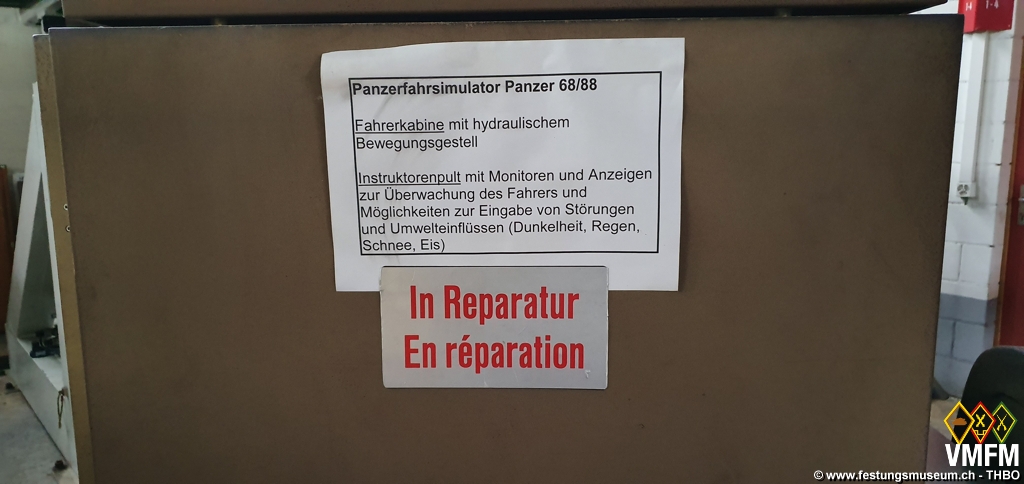 1 - 4
Panzerfahrsimulator Panzer 68/88
Fahrerkabine mit hydraulischem
Bewegungsgestell
Instruktorenpult mit Monitoren und Anzeigen
zur Überwachung des Fahrers und
Möglichkeiten zur Eingabe von Störungen
und Umwelteinflüssen (Dunkelheit, Regen,
Schnee, Eis)
In Reparatur
En réparation
VMFM
© www.festungsmuseum.ch - THBO